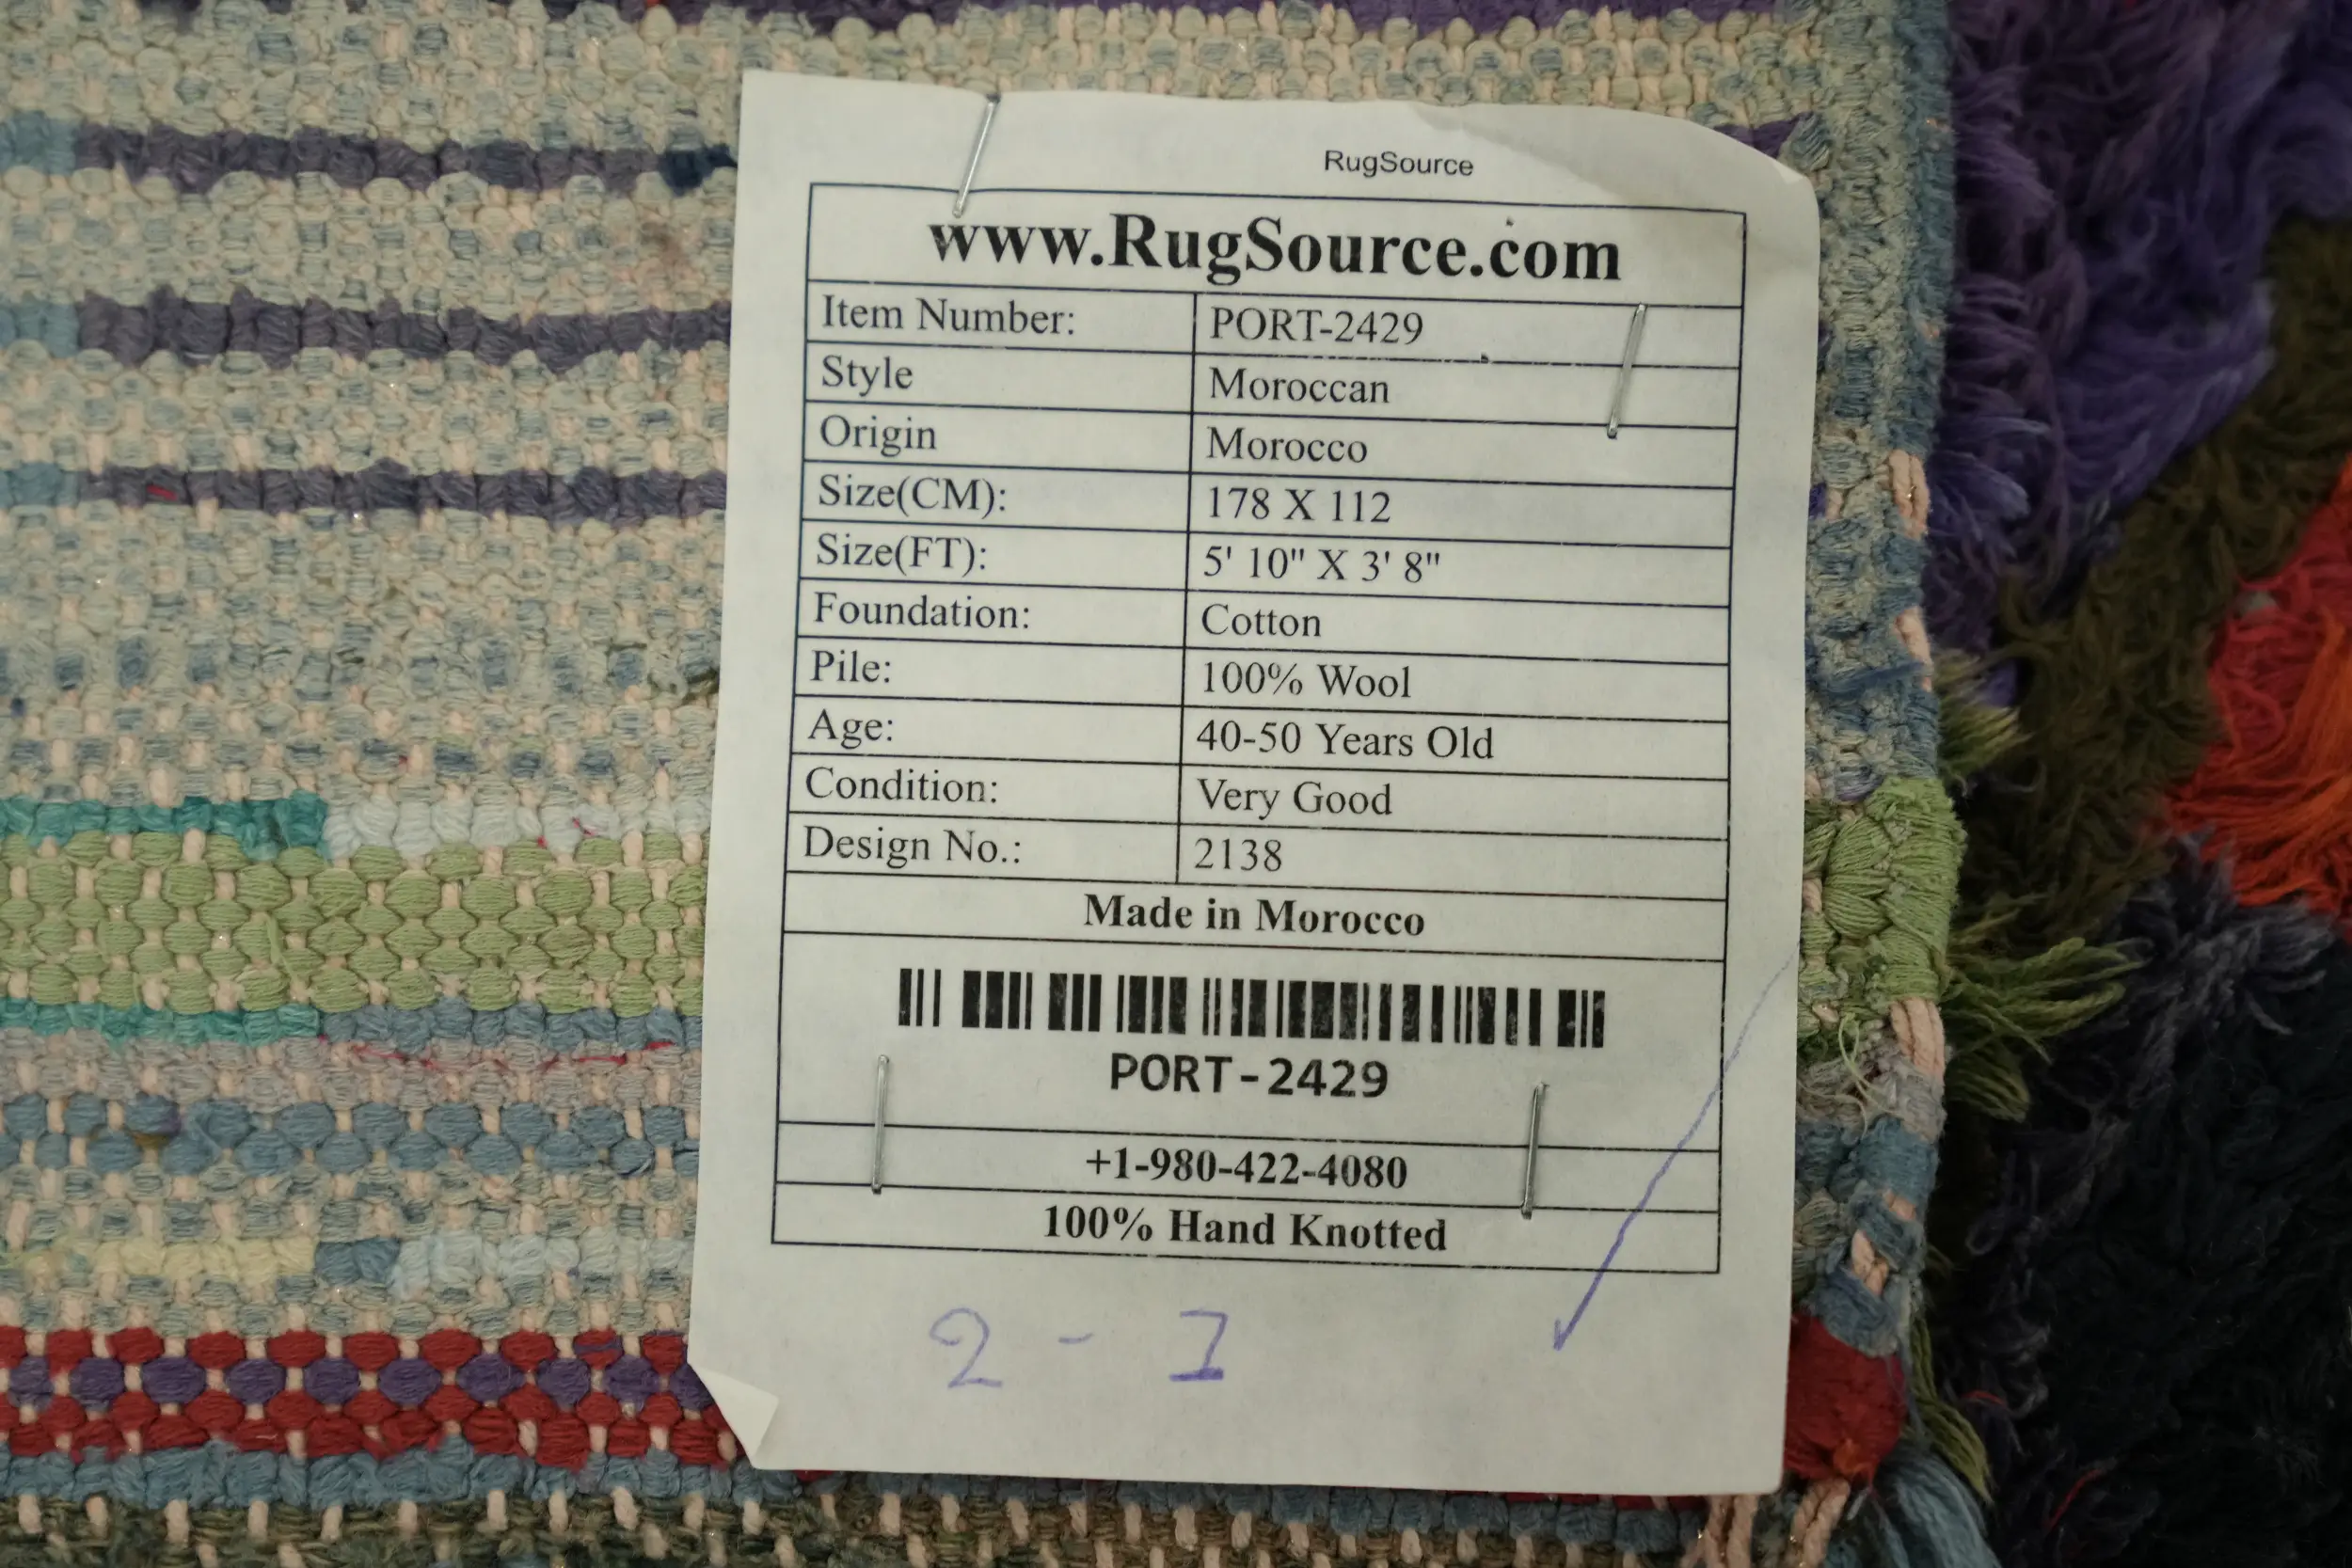 RugSource
www.RugSource.com
Item Number: PORT-2429
Style Moroccan
Origin Morocco
Size(CM): 178 X 112
Size(FT): 5' 10" X 3' 8"
Foundation: Cotton
Pile: 100% Wool
Age: 40-50 Years Old
Condition: Very Good
Design No.: 2138
Made in Morocco
PORT-2429
+1-980-422-4080
100% Hand Knotted
2 - 1